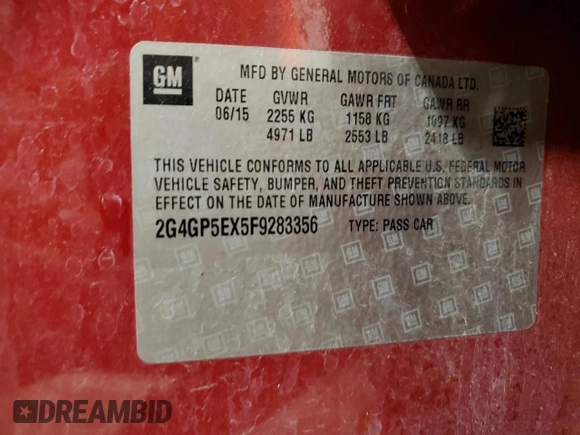 GM
MFD BY GENERAL MOTORS OF CANADA LTD.
DATE GVWR GAWR FRT GAWR RR
06/15 2255 KG 1158 KG 1097 KG
4971 LB 2553 LB 2418 LB
THIS VEHICLE CONFORMS TO ALL APPLICABLE U.S. FEDERAL MOTOR
VEHICLE SAFETY, BUMPER, AND THEFT PREVENTION STANDARDS IN
EFFECT ON THE DATE OF MANUFACTURE SHOWN ABOVE.
2G4GP5EX5F9283356 TYPE: PASS CAR
DREAMBID